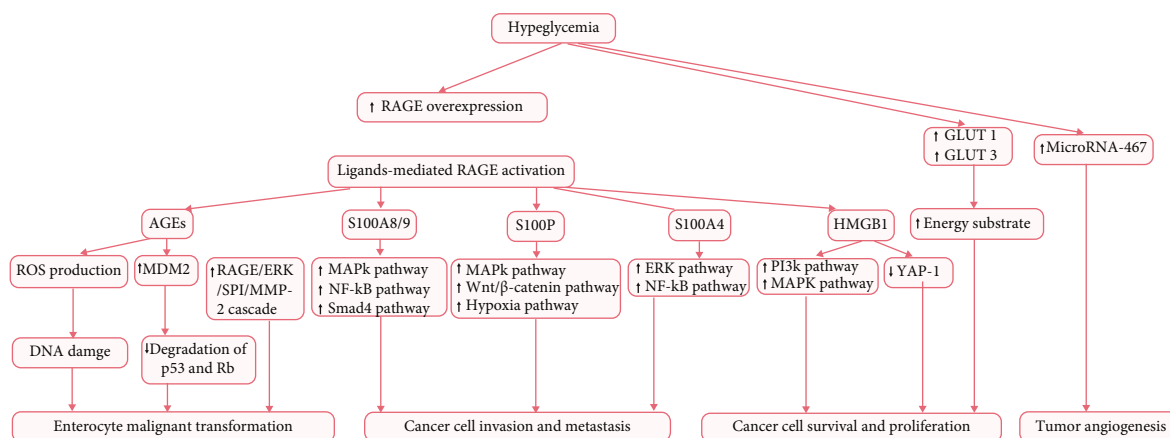 Hypeglycemia
↑ RAGE overexpression
↑ GLUT 1
↑ GLUT 3
↑MicroRNA-467
Ligands-mediated RAGE activation
AGEs
S100A8/9
S100P
S100A4
HMGB1
↑Energy substrate
ROS production
↑MDM2
↑RAGE/ERK
/SPI/MMP-
2 cascade
↑ MAPk pathway
↑ NF-kB pathway
↑ Smad4 pathway
↑ MAPk pathway
↑ Wnt/β-catenin pathway
↑ Hypoxia pathway
↑ ERK pathway
↑ NF-kB pathway
↑ PI3k pathway
↑ MAPK pathway
↓ YAP-1
DNA damge
↓Degradation of
p53 and Rb
Enterocyte malignant transformation
Cancer cell invasion and metastasis
Cancer cell survival and proliferation
Tumor angiogenesis